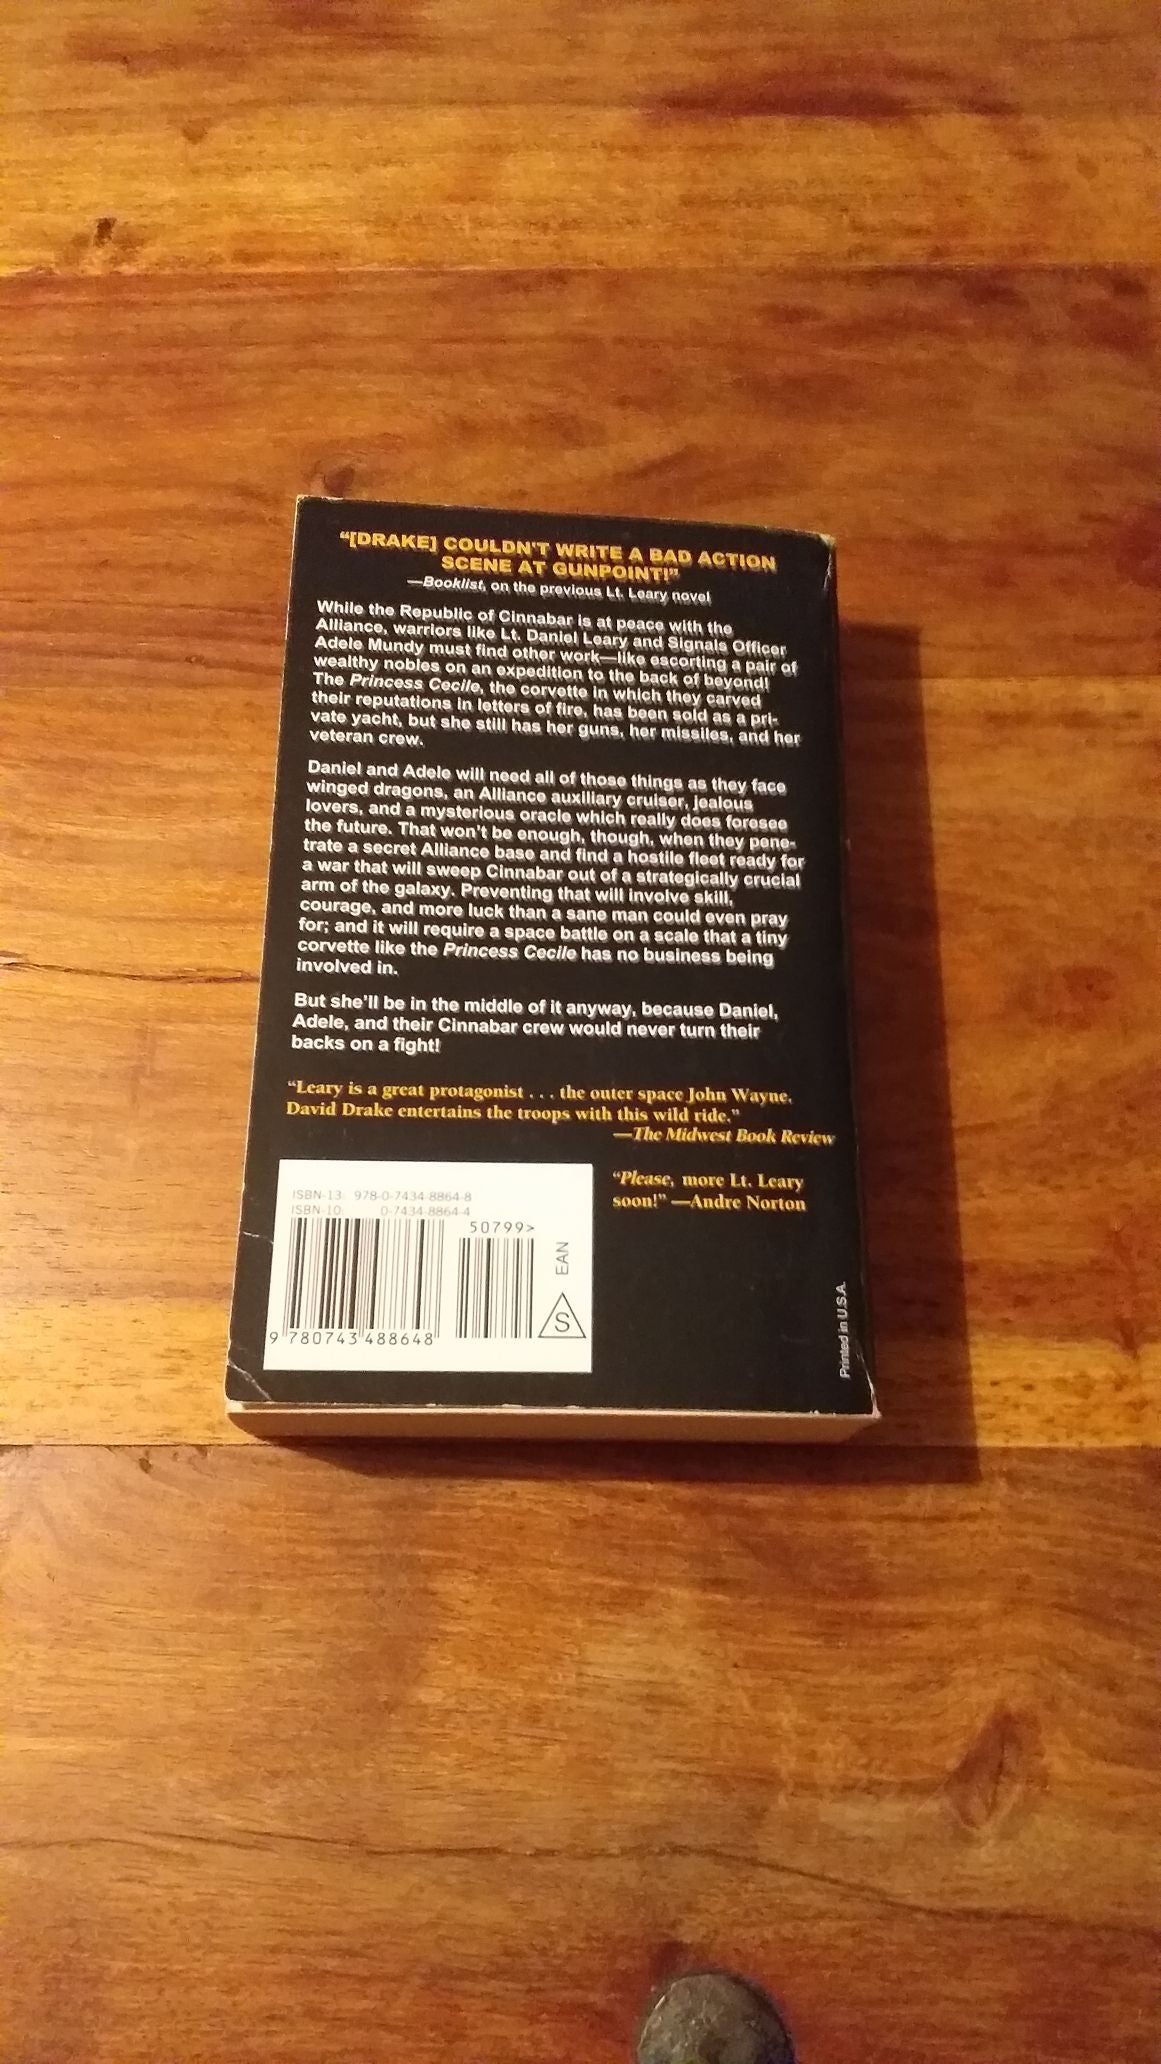 “[DRAKE] COULDN'T WRITE A BAD ACTION
SCENE AT GUNPOINT!”
—Booklist, on the previous Lt. Leary novel
While the Republic of Cinnabar is at peace with the
Alliance, warriors like Lt. Daniel Leary and Signals Officer
Adele Mundy must find other work—like escorting a pair of
wealthy nobles on an expedition to the back of beyond!
The Princess Cecile, the corvette in which they carved
their reputations in letters of fire, has been sold as a pri-
vate yacht, but she still has her guns, her missiles, and her
veteran crew.
Daniel and Adele will need all of those things as they face
winged dragons, an Alliance auxiliary cruiser, jealous
lovers, and a mysterious oracle which really does foresee
the future. That won't be enough, though, when they pene-
trate a secret Alliance base and find a hostile fleet ready for
a war that will sweep Cinnabar out of a strategically crucial
arm of the galaxy. Preventing that will involve skill,
courage, and more luck than a sane man could even pray
for; and it will require a space battle on a scale that a tiny
corvette like the Princess Cecile has no business being
involved in.
But she'll be in the middle of it anyway, because Daniel,
Adele, and their Cinnabar crew would never turn their
backs on a fight!
“Leary is a great protagonist . . . the outer space John Wayne.
David Drake entertains the troops with this wild ride.”
—The Midwest Book Review
“Please, more Lt. Leary
soon!” —Andre Norton
ISBN-13: 978-0-7434-8864-8
ISBN-10: 0-7434-8864-4
50799>
EAN
S
9 780743 488648
Printed in U.S.A.